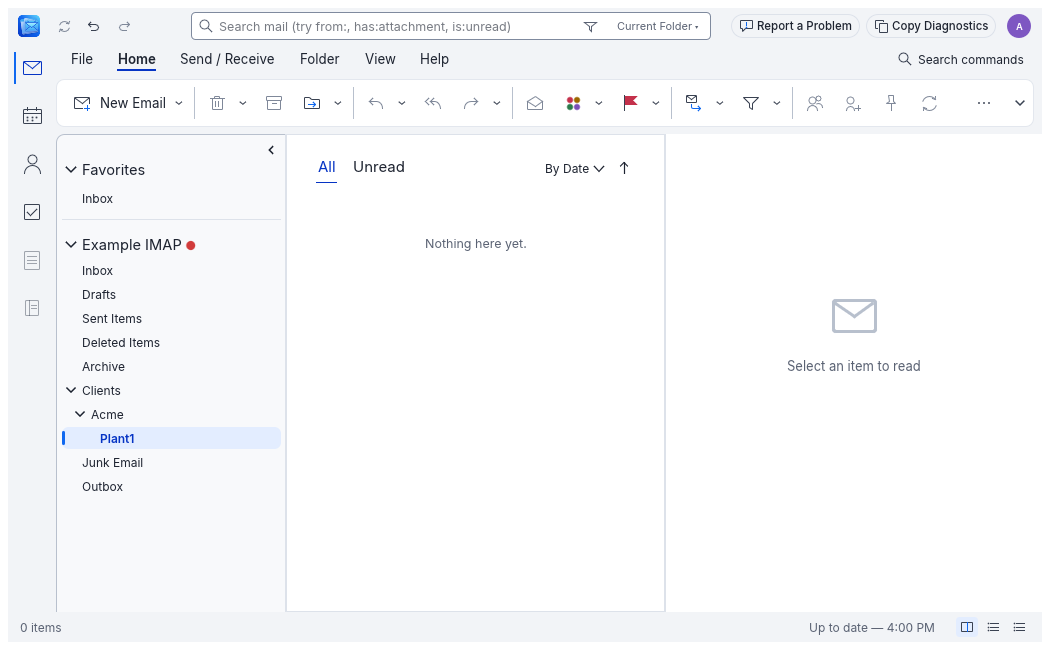 Search mail (try from:, has:attachment, is:unread)
Current Folder
Report a Problem
Copy Diagnostics
A
File
Home
Send / Receive
Folder
View
Help
Search commands
New Email
Favorites
Inbox
Example IMAP
Inbox
Drafts
Sent Items
Deleted Items
Archive
Clients
Acme
Plant1
Junk Email
Outbox
All
Unread
By Date
Nothing here yet.
Select an item to read
0 items
Up to date — 4:00 PM